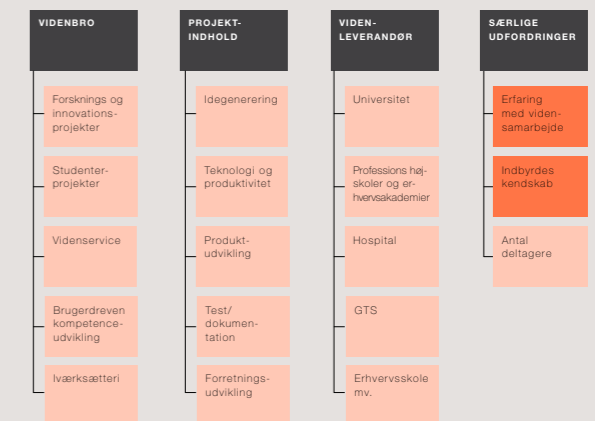 VIDENBRO
Forsknings og
innovations-
projekter
Studenter-
projekter
Videnservice
Brugerdreven
kompetence-
udvikling
Iværksætteri
PROJEKT-
INDHOLD
Idegenerering
Teknologi og
produktivitet
Produkt-
udvikling
Test/
dokumen-
tation
Forretnings-
udvikling
VIDEN-
LEVERANDØR
Universitet
Professions høj-
skoler og er-
hvervsakademier
Hospital
GTS
Erhvervsskole
mv.
SÆRLIGE
UDFORDRINGER
Erfaring
med viden-
samarbejde
Indbyrdes
kendskab
Antal
deltagere